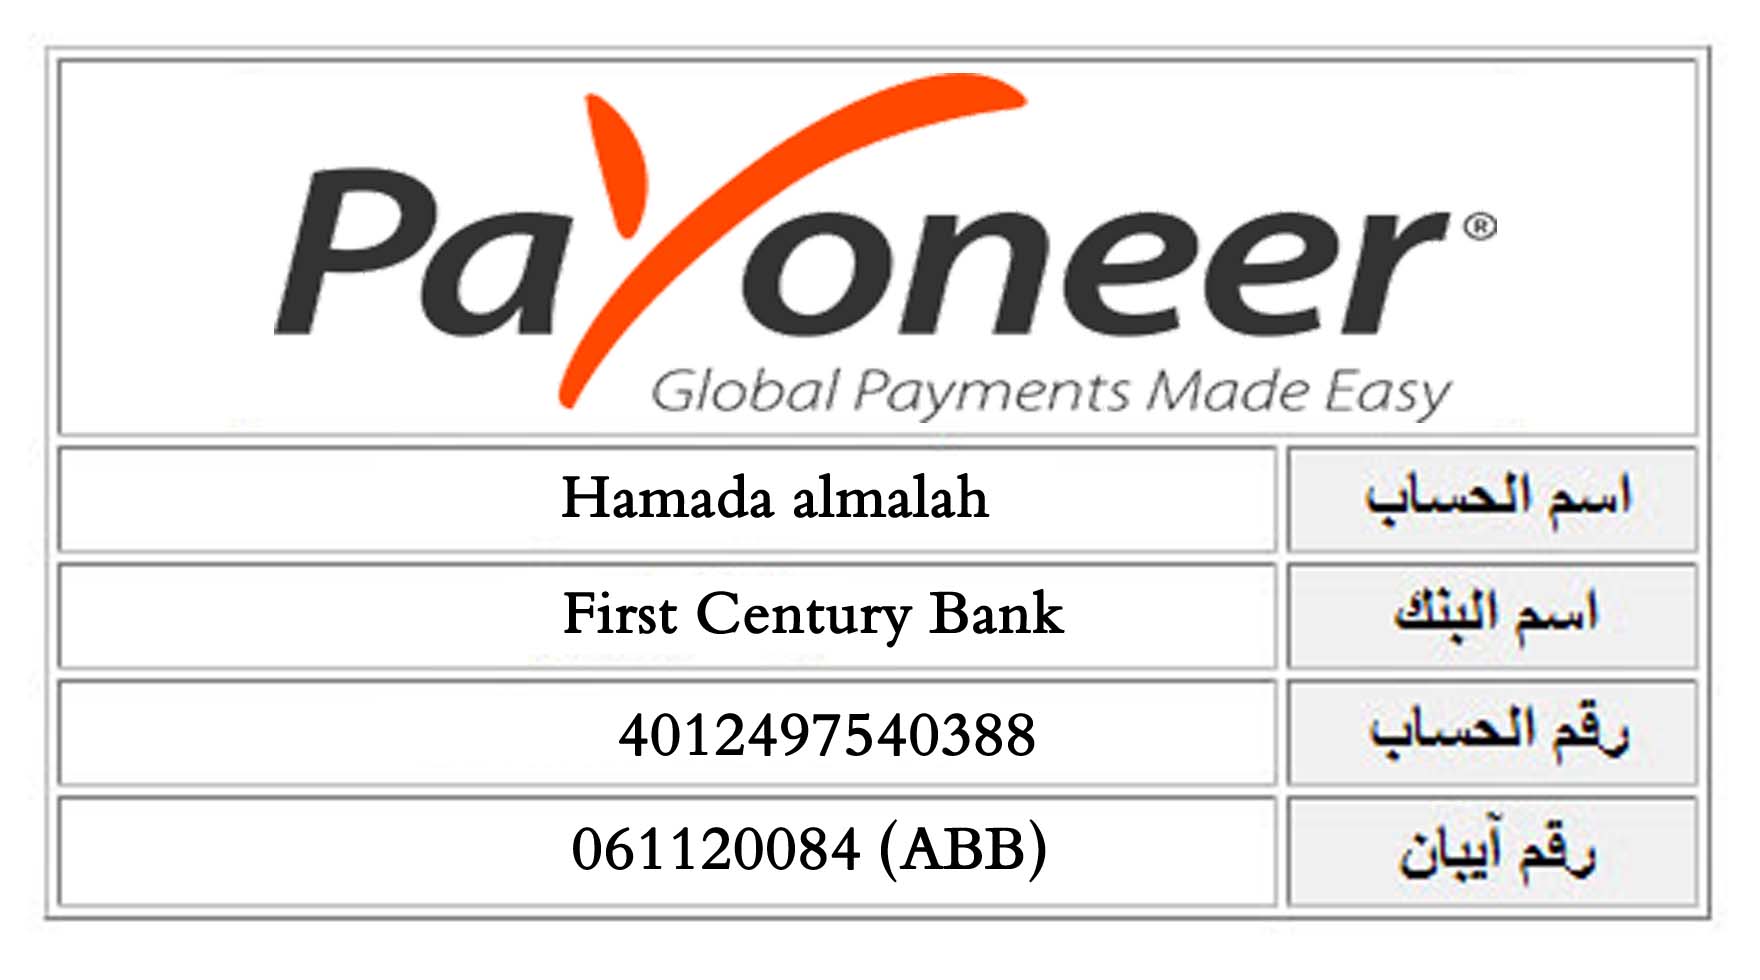 Payoneer®
Global Payments Made Easy
اسم الحساب Hamada almalah
اسم البنك First Century Bank
رقم الحساب 4012497540388
رقم آيبان 061120084 (ABB)